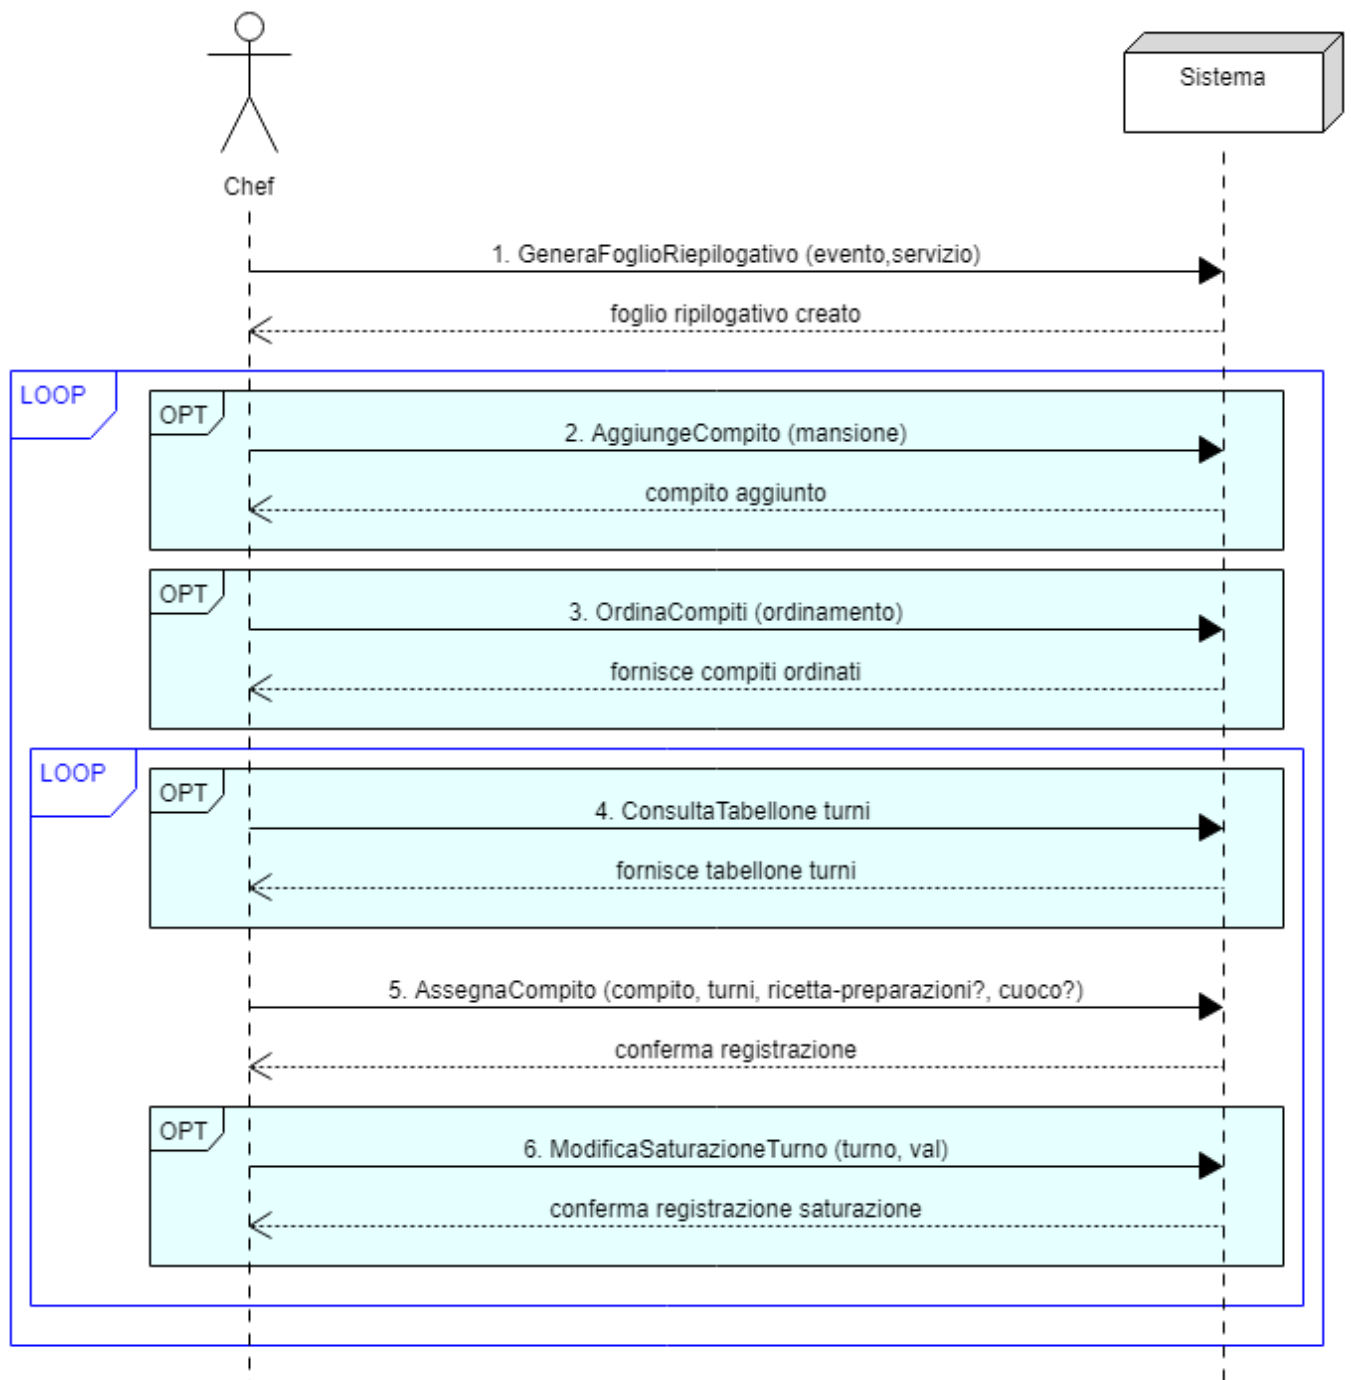 Sistema
Chef
1. GeneraFoglioRiepilogativo (evento,servizio)
foglio ripilogativo creato
LOOP
OPT
2. AggiungeCompito (mansione)
compito aggiunto
OPT
3. OrdinaCompiti (ordinamento)
fornisce compiti ordinati
LOOP
OPT
4. ConsultaTabellone turni
fornisce tabellone turni
5. AssegnaCompito (compito, turni, ricetta-preparazioni?, cuoco?)
conferma registrazione
OPT
6. ModificaSaturazioneTurno (turno, val)
conferma registrazione saturazione